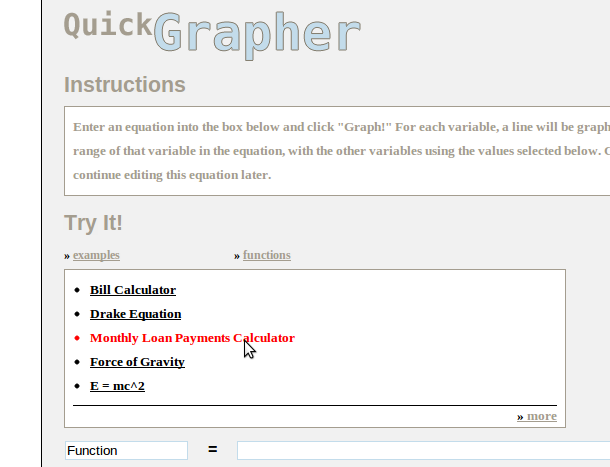 QuickGrapher
Instructions
Enter an equation into the box below and click "Graph!" For each variable, a line will be graph
range of that variable in the equation, with the other variables using the values selected below.
continue editing this equation later.
Try It!
» examples » functions
• Bill Calculator
• Drake Equation
• Monthly Loan Payments Calculator
• Force of Gravity
• E = mc^2
» more
Function =